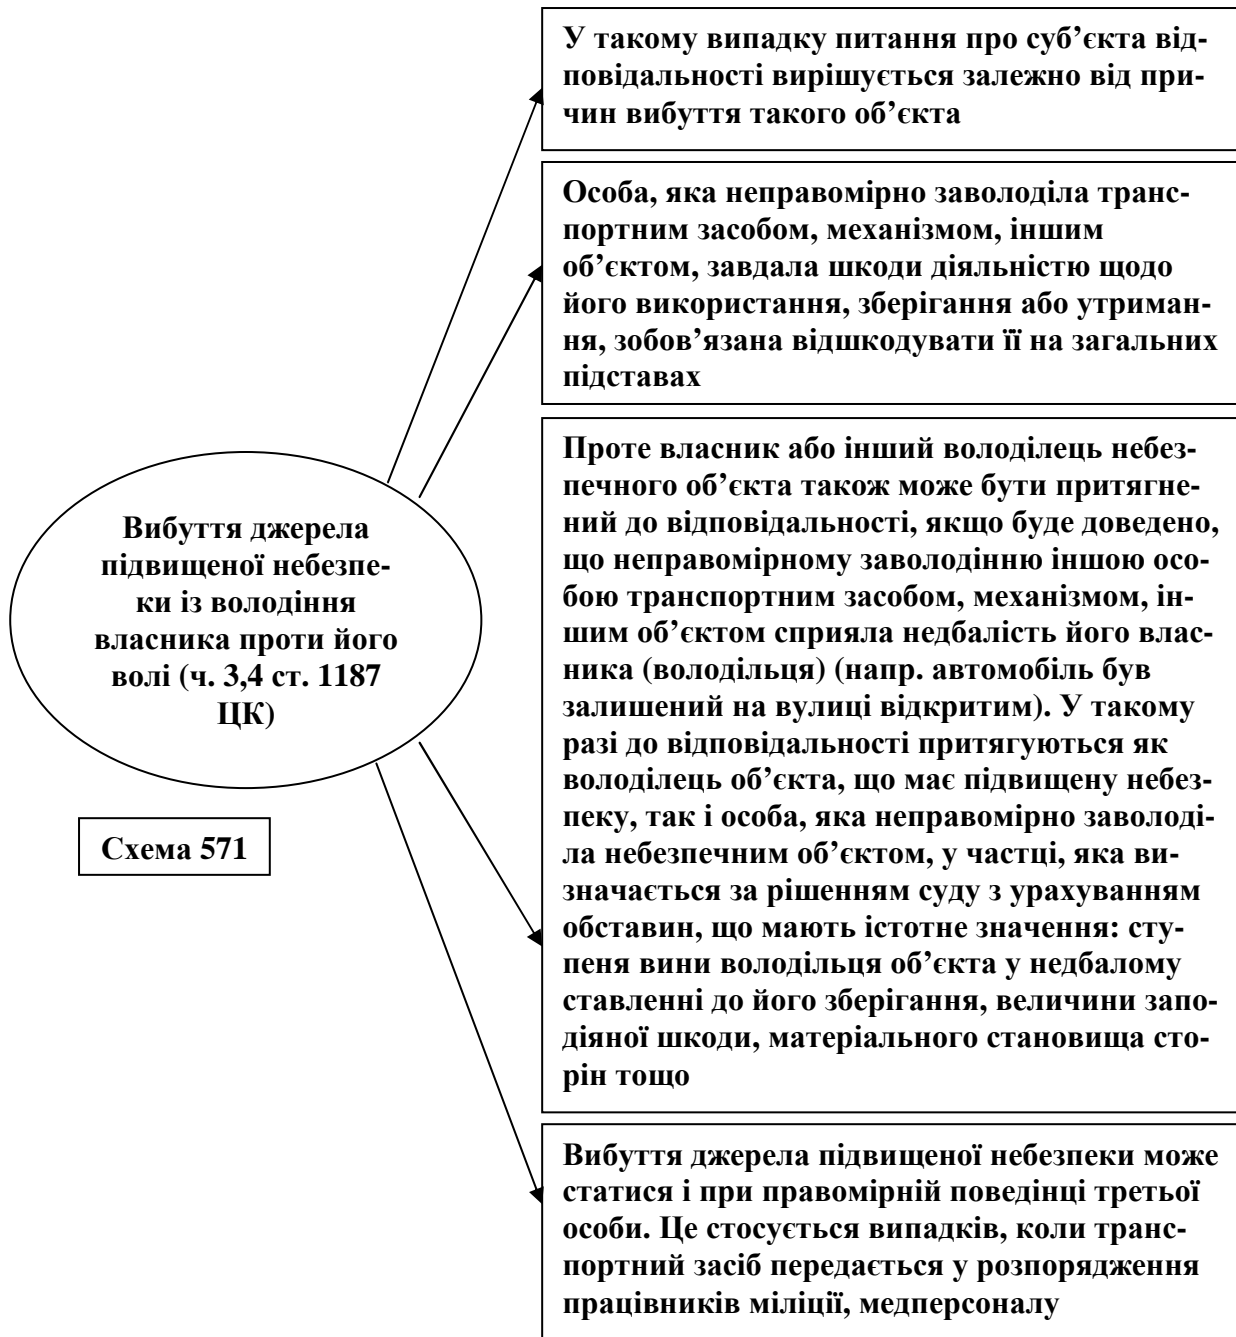 У такому випадку питання про суб’єкта від-
повідальності вирішується залежно від при-
чин вибуття такого об’єкта
Особа, яка неправомірно заволоділа транс-
портним засобом, механізмом, іншим
об’єктом, завдала шкоди діяльністю щодо
його використання, зберігання або утриман-
ня, зобов’язана відшкодувати її на загальних
підставах
Проте власник або інший володілець небез-
печного об’єкта також може бути притягне-
ний до відповідальності, якщо буде доведено,
що неправомірному заволодінню іншою осо-
бою транспортним засобом, механізмом, ін-
шим об’єктом сприяла недбалість його влас-
ника (володільця) (напр. автомобіль був
залишений на вулиці відкритим). У такому
разі до відповідальності притягуються як
володілець об’єкта, що має підвищену небез-
пеку, так і особа, яка неправомірно заволоді-
ла небезпечним об’єктом, у частці, яка ви-
значається за рішенням суду з урахуванням
обставин, що мають істотне значення: сту-
пеня вини володільця об’єкта у недбалому
ставленні до його зберігання, величини запо-
діяної шкоди, матеріального становища сто-
рін тощо
Вибуття джерела підвищеної небезпеки може
статися і при правомірній поведінці третьої
особи. Це стосується випадків, коли транс-
портний засіб передається у розпорядження
працівників міліції, медперсоналу
Вибуття джерела
підвищеної небезпе-
ки із володіння
власника проти його
волі (ч. 3,4 ст. 1187
ЦК)
Схема 571